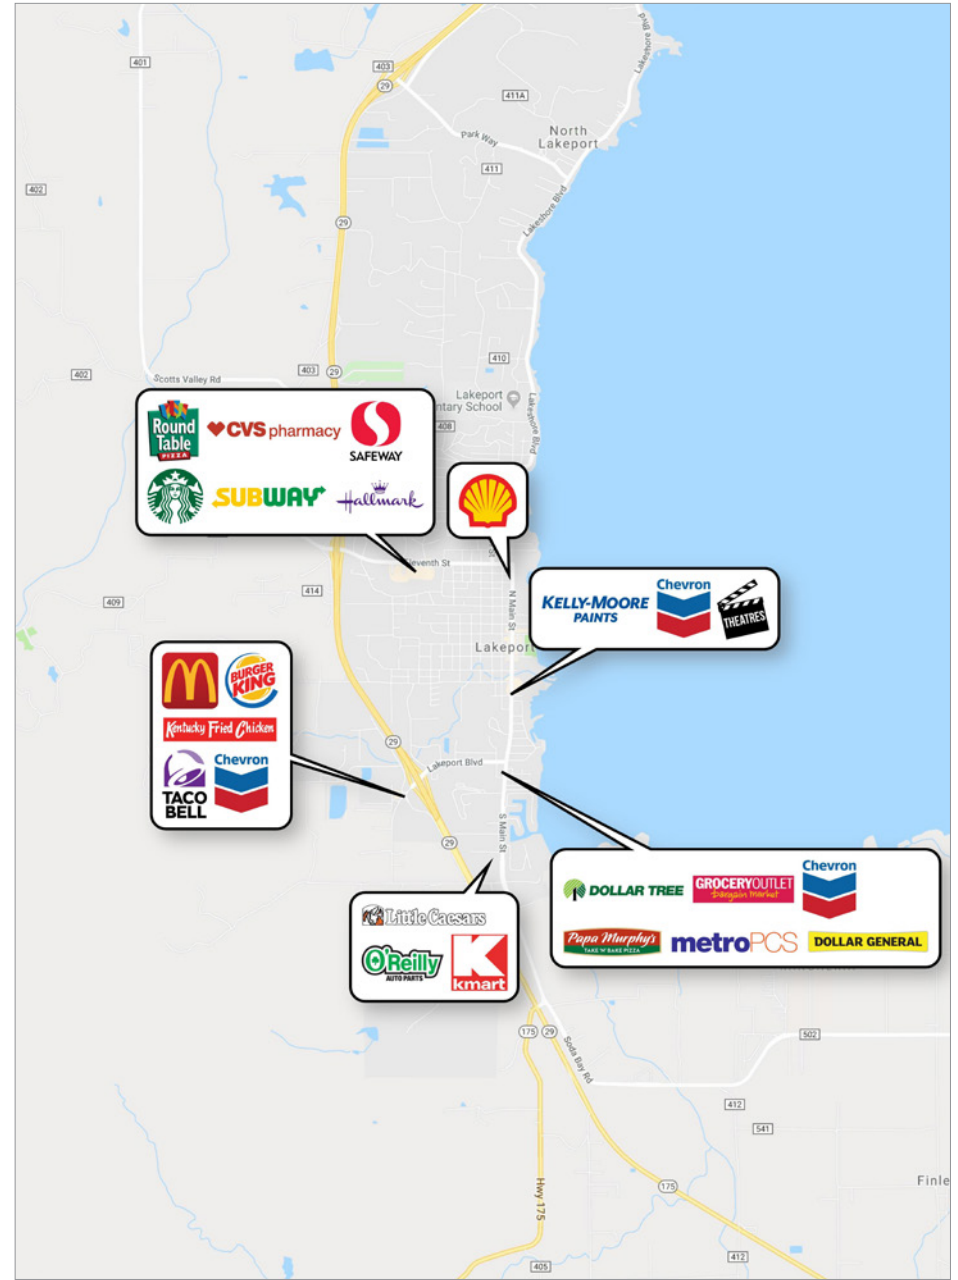 Lakeshore Blvd
401
403
29
411A
North
Lakeport
Park Way
411
402
Lakeshore Blvd
29
410
403
29
402
Scotts Valley Rd
Lakeport
ntary School
Lakeshore Blvd
408
Round
Table
PIZZA
CVS pharmacy
SAFEWAY
SUBWAY
Hallmark
Eleventh St
414
409
N Main St
Chevron
KELLY-MOORE
PAINTS
THEATRES
Lakeport
BURGER
KING
Kentucky Fried Chicken
TACO
BELL
Chevron
29
Lakeport Blvd
S Main St
29
DOLLAR TREE
GROCERY OUTLET
bargain market
Chevron
Papa Murphy's
TAKE 'N' BAKE PIZZA
metroPCS
DOLLAR GENERAL
Little Caesars
O'Reilly
AUTO PARTS
K
kmart
175
29
502
Soda Bay Rd
412
541
Finle
175
Hwy 175
412
405